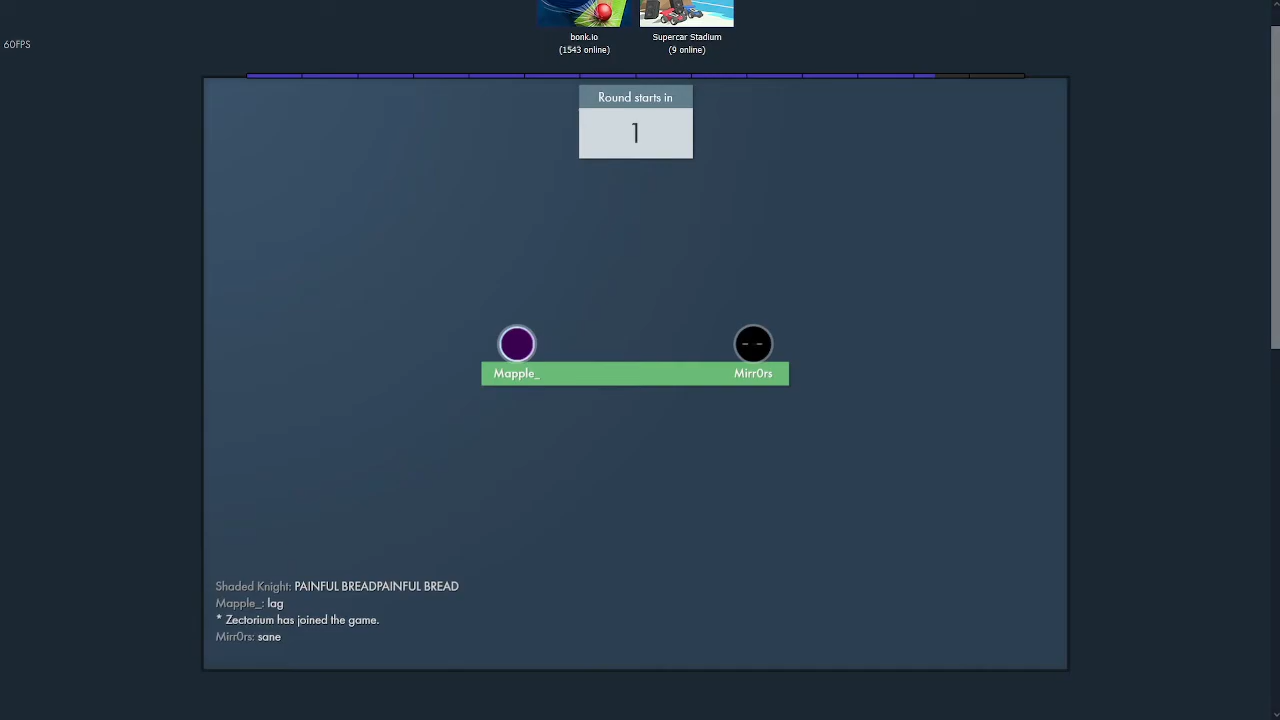 bonk.io
(1543 online)
Supercar Stadium
(9 online)
60FPS
Round starts in
1
Mapple_
Mirr0rs
Shaded Knight: PAINFUL BREADPAINFUL BREAD
Mapple_: lag
* Zectorium has joined the game.
Mirr0rs: sane